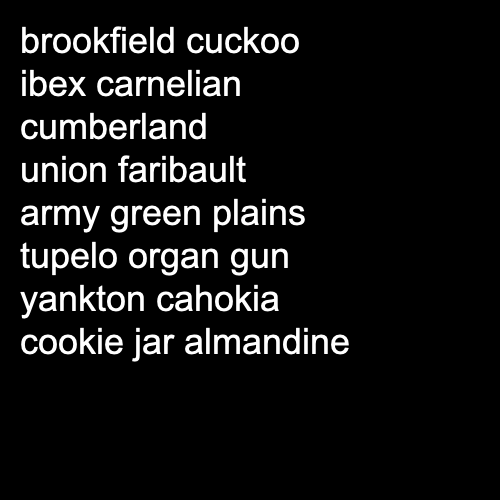 brookfield cuckoo
ibex carnelian
cumberland
union faribault
army green plains
tupelo organ gun
yankton cahokia
cookie jar almandine